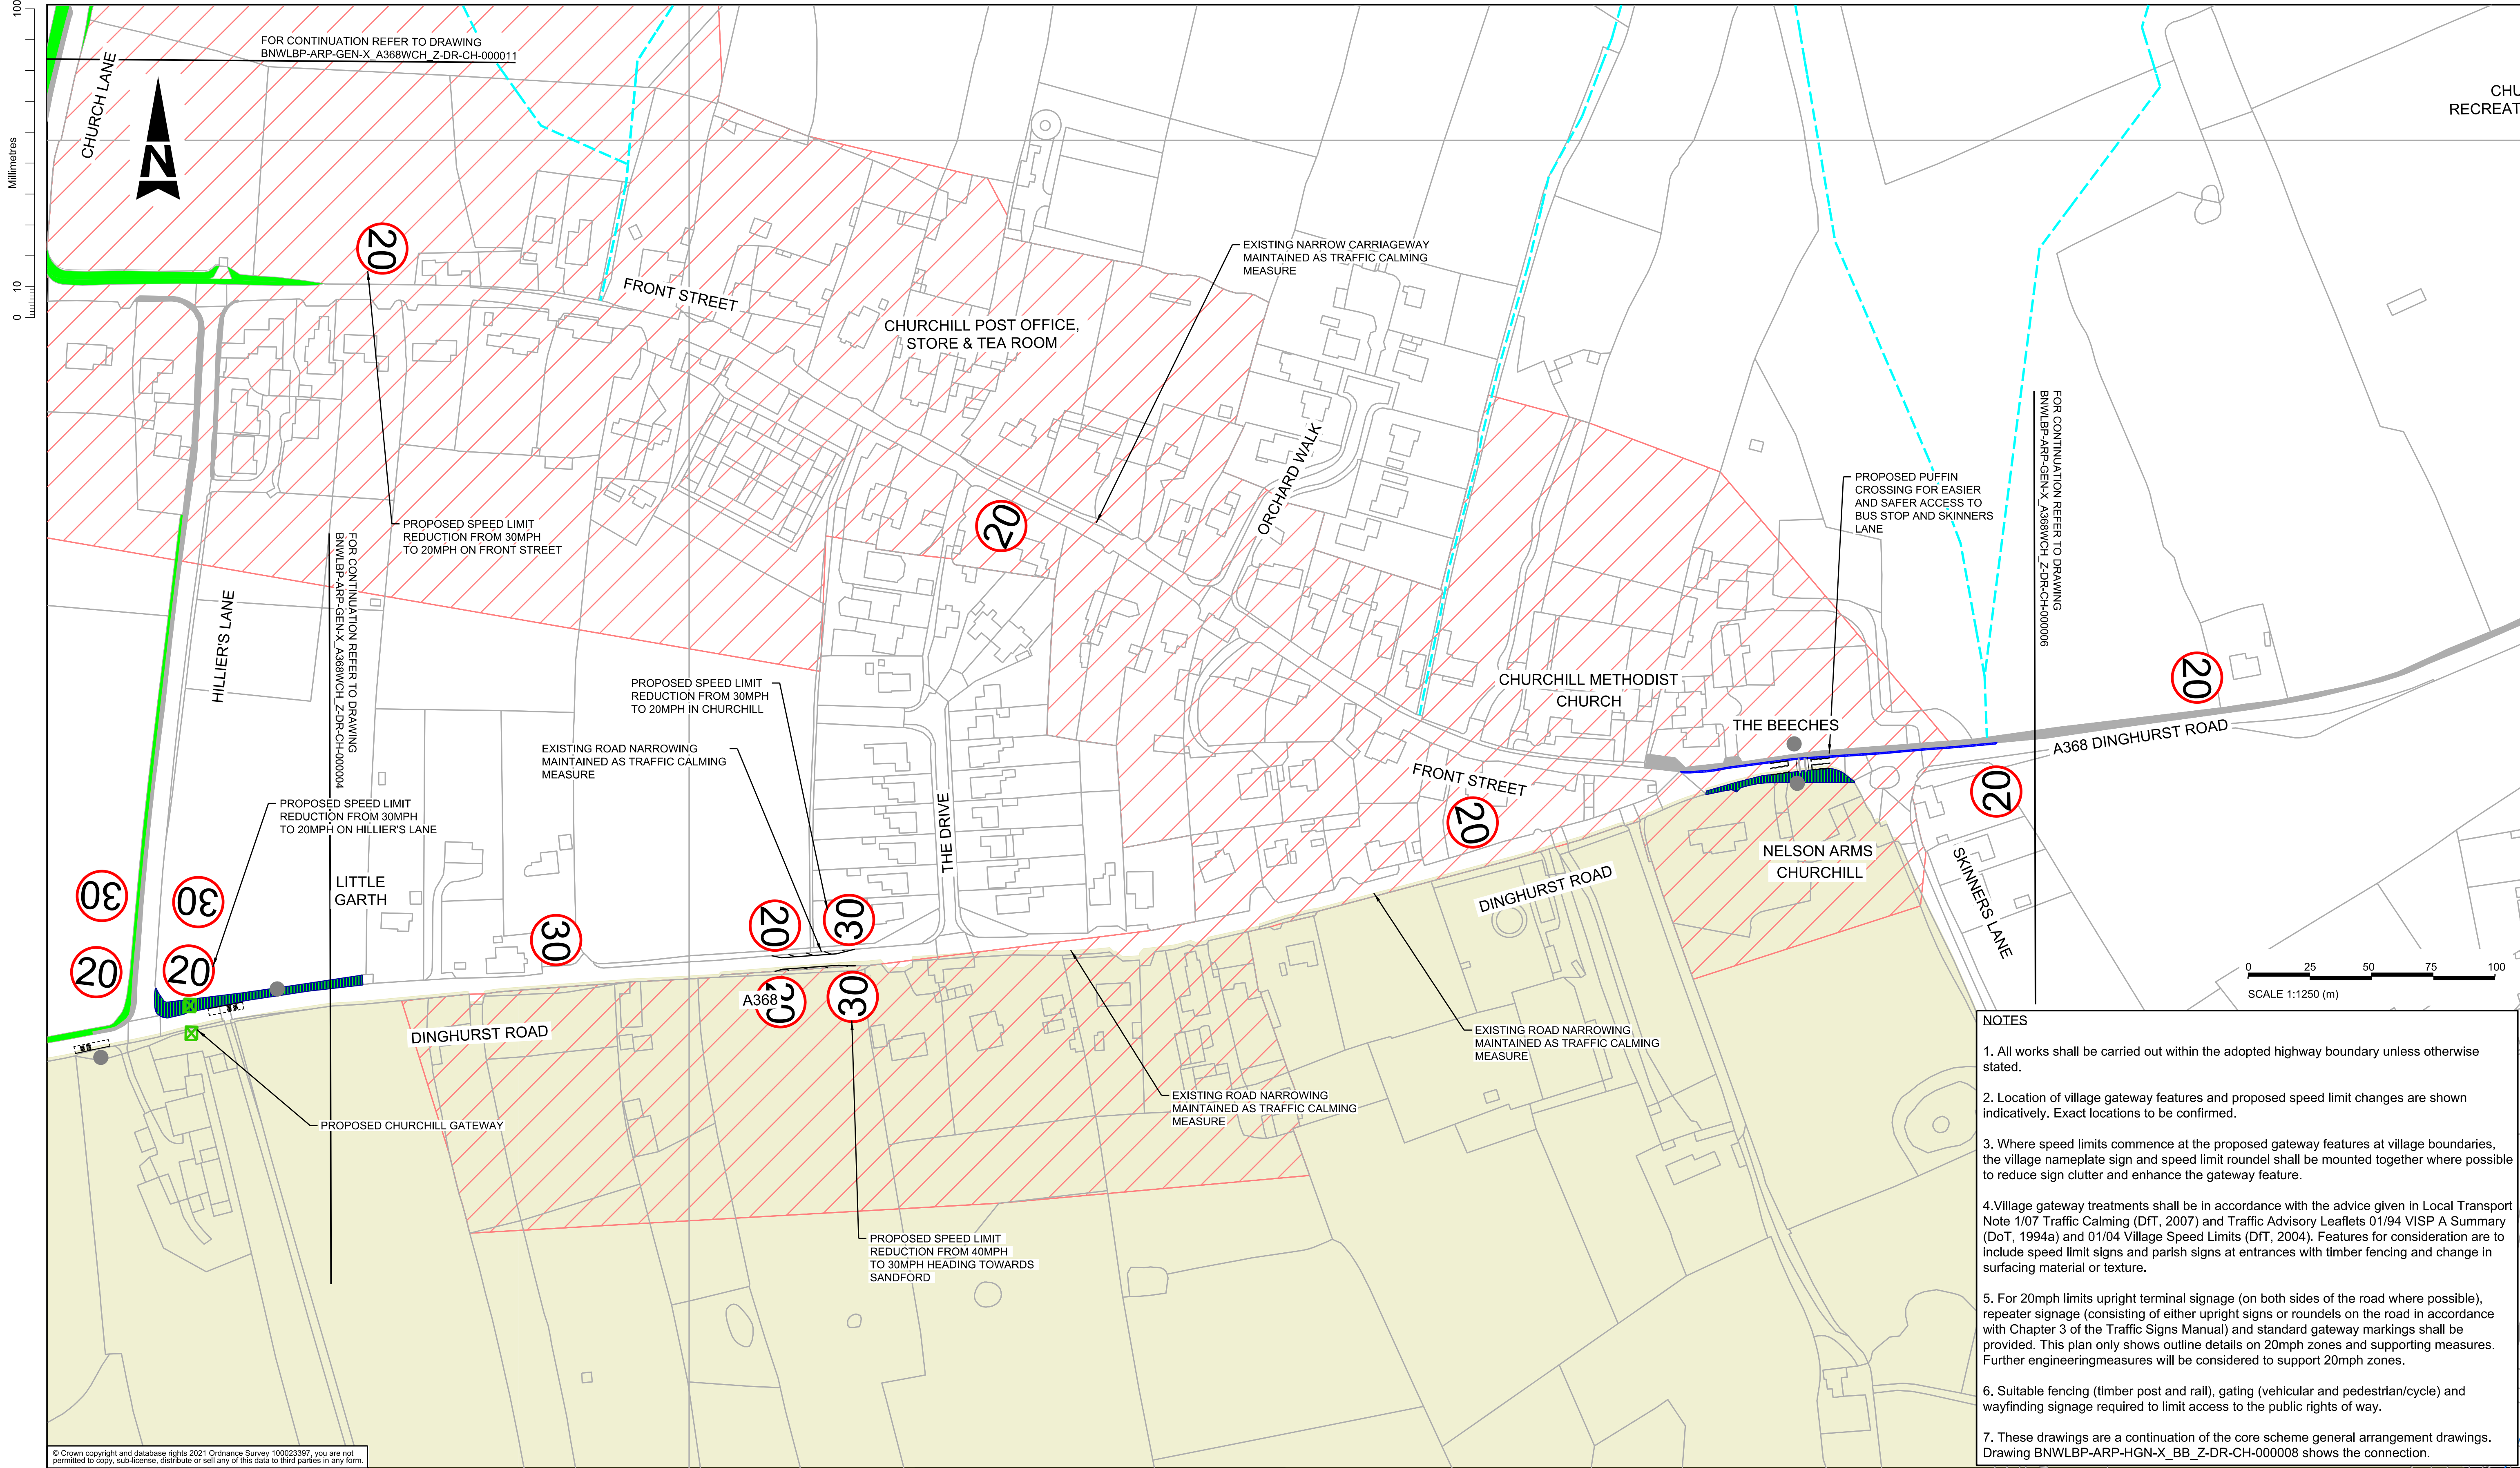 100
Millimetres
10
0
FOR CONTINUATION REFER TO DRAWING
BNWLBP-ARP-GEN-X_A368WCH_Z-DR-CH-000011
CHURCH LANE
N
CHU
RECREAT
20
FRONT STREET
EXISTING NARROW CARRIAGEWAY
MAINTAINED AS TRAFFIC CALMING
MEASURE
CHURCHILL POST OFFICE,
STORE & TEA ROOM
ORCHARD WALK
20
PROPOSED SPEED LIMIT
REDUCTION FROM 30MPH
TO 20MPH ON FRONT STREET
PROPOSED PUFFIN
CROSSING FOR EASIER
AND SAFER ACCESS TO
BUS STOP AND SKINNERS
LANE
FOR CONTINUATION REFER TO DRAWING
BNWLBP-ARP-GEN-X_A368WCH_Z-DR-CH-000006
FOR CONTINUATION REFER TO DRAWING
BNWLBP-ARP-GEN-X_A368WCH_Z-DR-CH-000004
HILLIER'S LANE
PROPOSED SPEED LIMIT
REDUCTION FROM 30MPH
TO 20MPH IN CHURCHILL
CHURCHILL METHODIST
CHURCH
20
THE BEECHES
A368 DINGHURST ROAD
EXISTING ROAD NARROWING
MAINTAINED AS TRAFFIC CALMING
MEASURE
FRONT STREET
20
20
PROPOSED SPEED LIMIT
REDUCTION FROM 30MPH
TO 20MPH ON HILLIER'S LANE
THE DRIVE
NELSON ARMS
CHURCHILL
SKINNERS LANE
DINGHURST ROAD
LITTLE
GARTH
30
30
20
20
30
20
30
A368
20
30
DINGHURST ROAD
PROPOSED CHURCHILL GATEWAY
EXISTING ROAD NARROWING
MAINTAINED AS TRAFFIC CALMING
MEASURE
EXISTING ROAD NARROWING
MAINTAINED AS TRAFFIC CALMING
MEASURE
PROPOSED SPEED LIMIT
REDUCTION FROM 40MPH
TO 30MPH HEADING TOWARDS
SANDFORD
0 25 50 75 100
SCALE 1:1250 (m)
NOTES
1. All works shall be carried out within the adopted highway boundary unless otherwise
stated.
2. Location of village gateway features and proposed speed limit changes are shown
indicatively. Exact locations to be confirmed.
3. Where speed limits commence at the proposed gateway features at village boundaries,
the village nameplate sign and speed limit roundel shall be mounted together where possible
to reduce sign clutter and enhance the gateway feature.
4.Village gateway treatments shall be in accordance with the advice given in Local Transport
Note 1/07 Traffic Calming (DfT, 2007) and Traffic Advisory Leaflets 01/94 VISP A Summary
(DoT, 1994a) and 01/04 Village Speed Limits (DfT, 2004). Features for consideration are to
include speed limit signs and parish signs at entrances with timber fencing and change in
surfacing material or texture.
5. For 20mph limits upright terminal signage (on both sides of the road where possible),
repeater signage (consisting of either upright signs or roundels on the road in accordance
with Chapter 3 of the Traffic Signs Manual) and standard gateway markings shall be
provided. This plan only shows outline details on 20mph zones and supporting measures.
Further engineeringmeasures will be considered to support 20mph zones.
6. Suitable fencing (timber post and rail), gating (vehicular and pedestrian/cycle) and
wayfinding signage required to limit access to the public rights of way.
7. These drawings are a continuation of the core scheme general arrangement drawings.
Drawing BNWLBP-ARP-HGN-X_BB_Z-DR-CH-000008 shows the connection.
© Crown copyright and database rights 2021 Ordnance Survey 100023397, you are not
permitted to copy, sub-license, distribute or sell any of this data to third parties in any form.